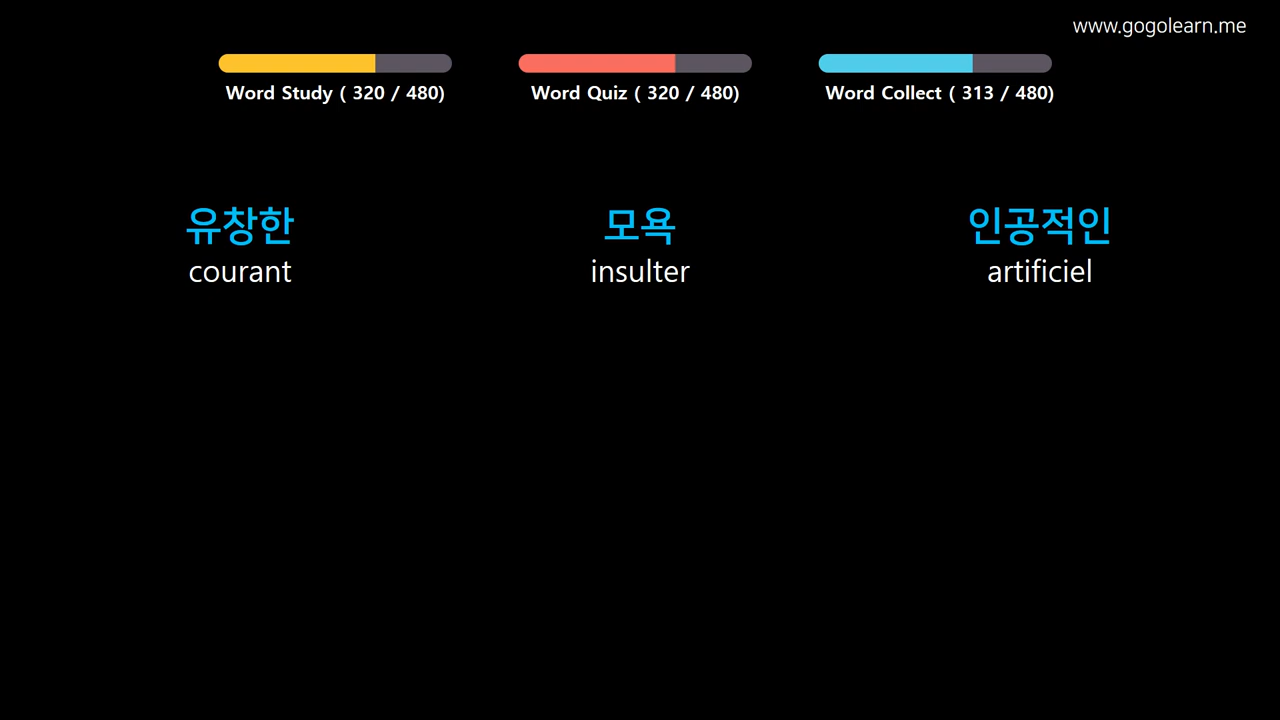 www.gogolearn.me
Word Study ( 320 / 480)
Word Quiz ( 320 / 480)
Word Collect ( 313 / 480)
유창한
courant
모욕
insulter
인공적인
artificiel